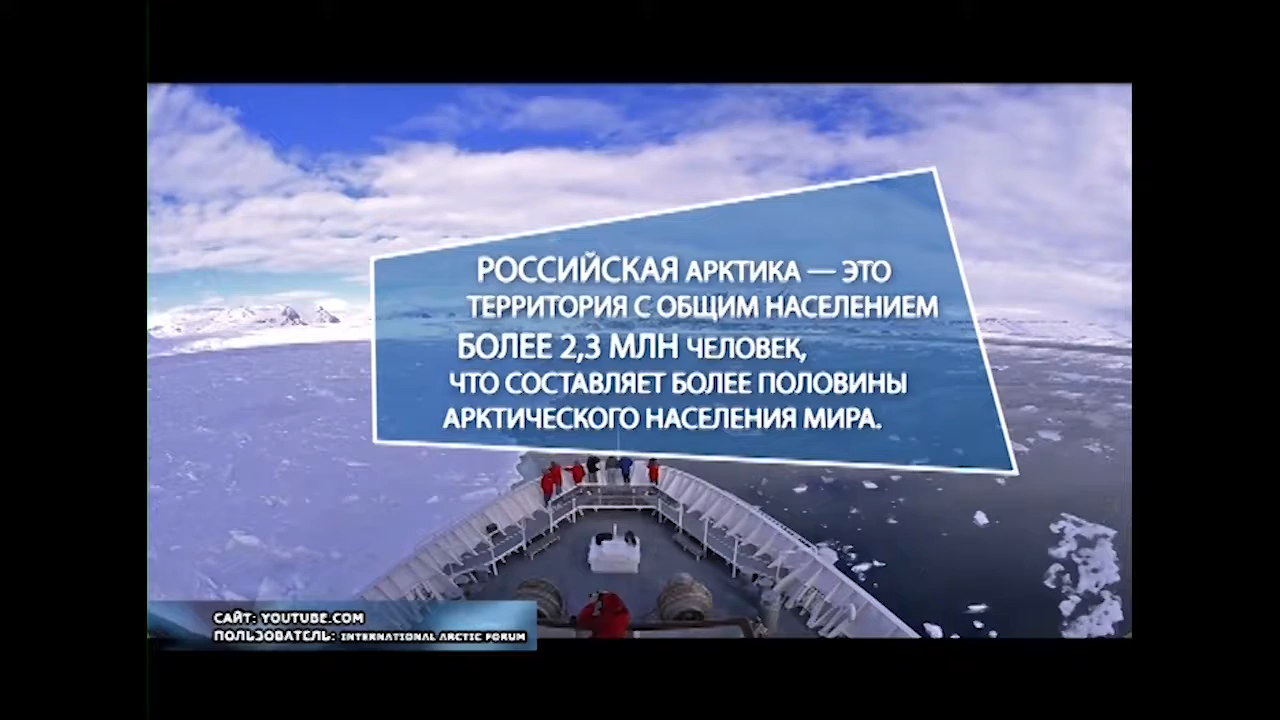 РОССИЙСКАЯ АРКТИКА — ЭТО
ТЕРРИТОРИЯ С ОБЩИМ НАСЕЛЕНИЕМ
БОЛЕЕ 2,3 МЛН ЧЕЛОВЕК,
ЧТО СОСТАВЛЯЕТ БОЛЕЕ ПОЛОВИНЫ
АРКТИЧЕСКОГО НАСЕЛЕНИЯ МИРА.
САЙТ: YOUTUBE.COM
ПОЛЬЗОВАТЕЛЬ: INTERNATIONAL ARCTIC FORUM